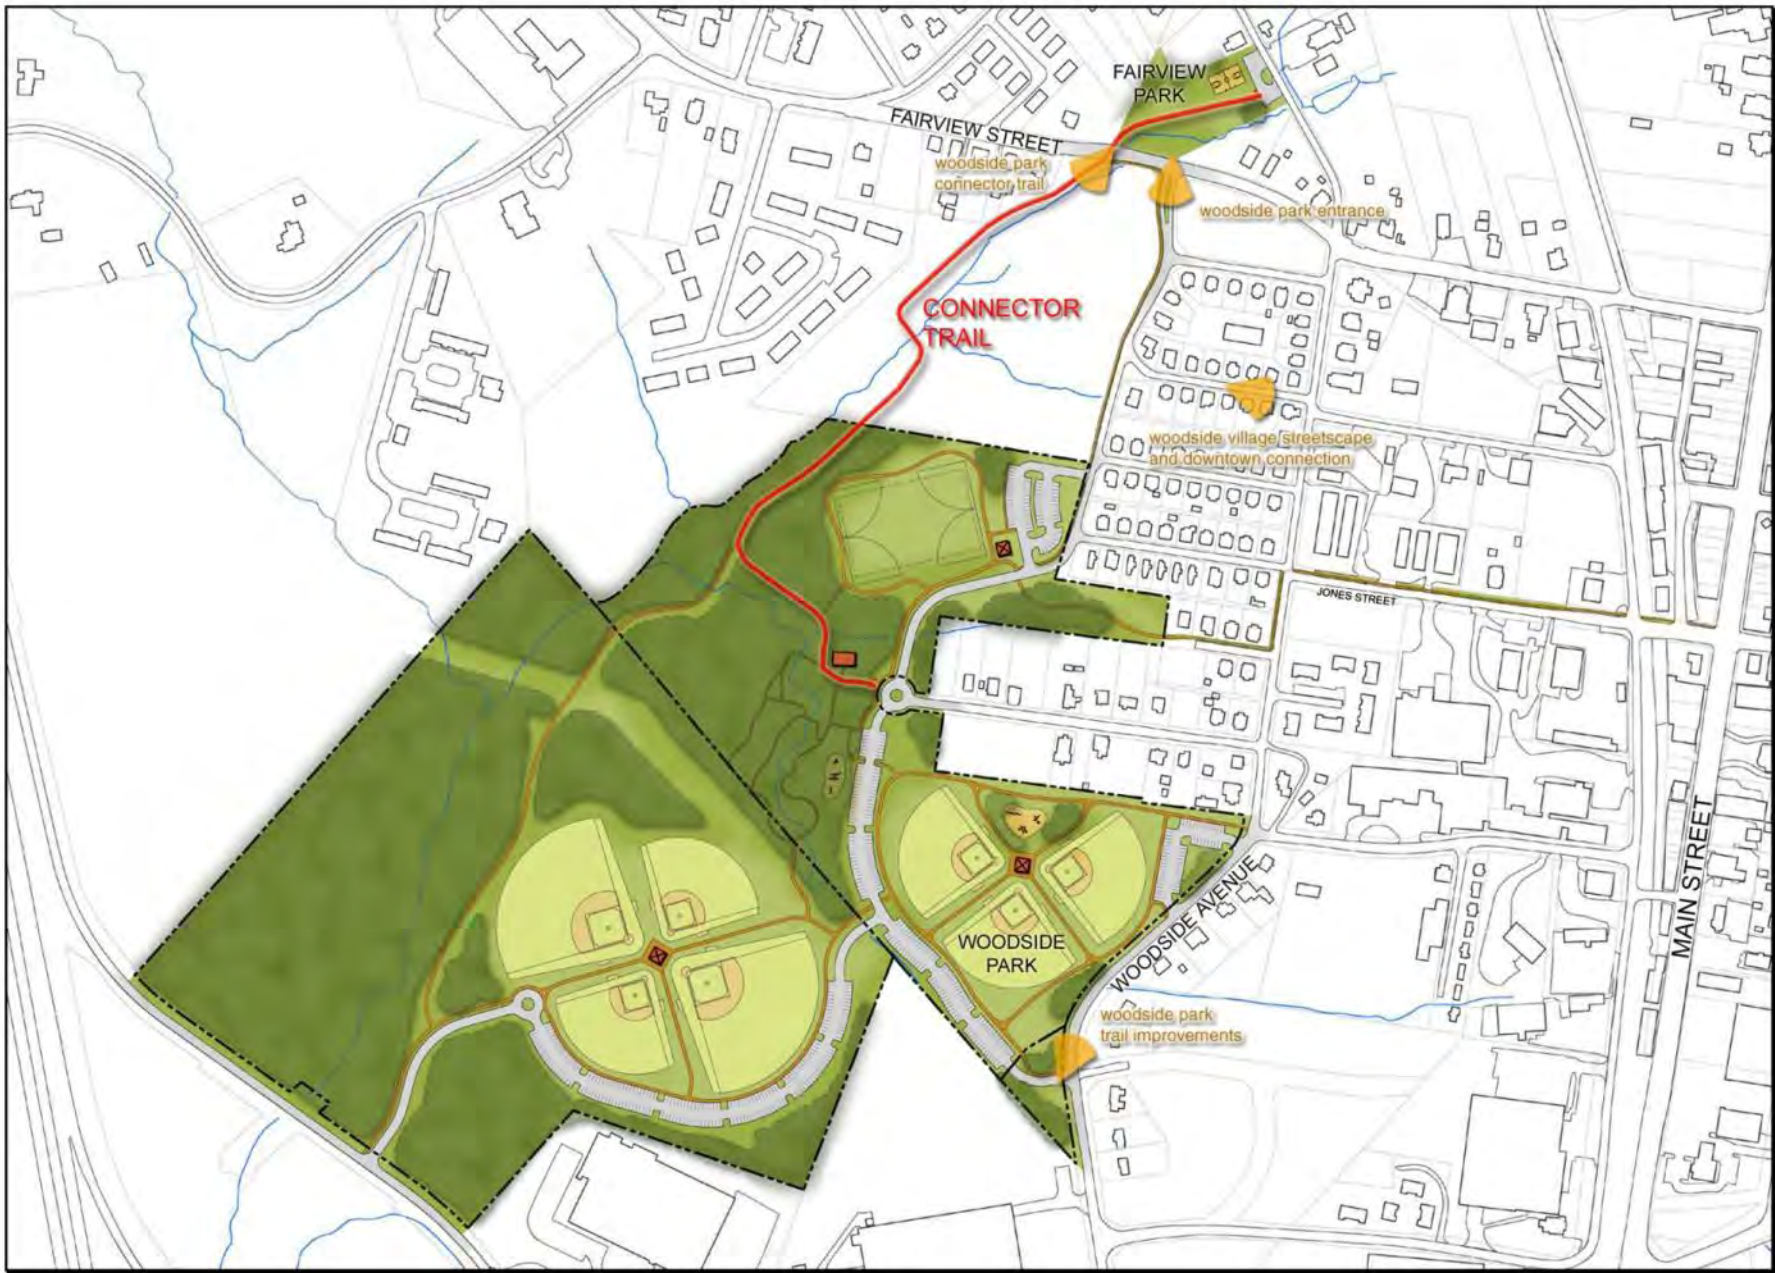 FAIRVIEW
PARK
FAIRVIEW STREET
woodside park
connector trail
woodside park entrance
CONNECTOR
TRAIL
woodside village streetscape
and downtown connection
JONES STREET
MAIN STREET
WOODSIDE AVENUE
WOODSIDE
PARK
woodside park
trail improvements